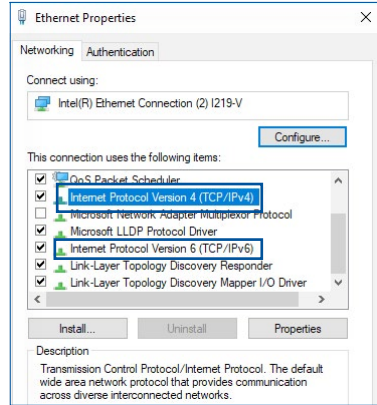 Ethernet Properties
Networking Authentication
Connect using:
Intel(R) Ethernet Connection (2) I219-V
Configure...
This connection uses the following items:
QoS Packet Scheduler
Internet Protocol Version 4 (TCP/IPv4)
Microsoft Network Adapter Multiplexor Protocol
Microsoft LLDP Protocol Driver
Internet Protocol Version 6 (TCP/IPv6)
Link-Layer Topology Discovery Responder
Link-Layer Topology Discovery Mapper I/O Driver
Install... Uninstall Properties
Description
Transmission Control Protocol/Internet Protocol. The default
wide area network protocol that provides communication
across diverse interconnected networks.